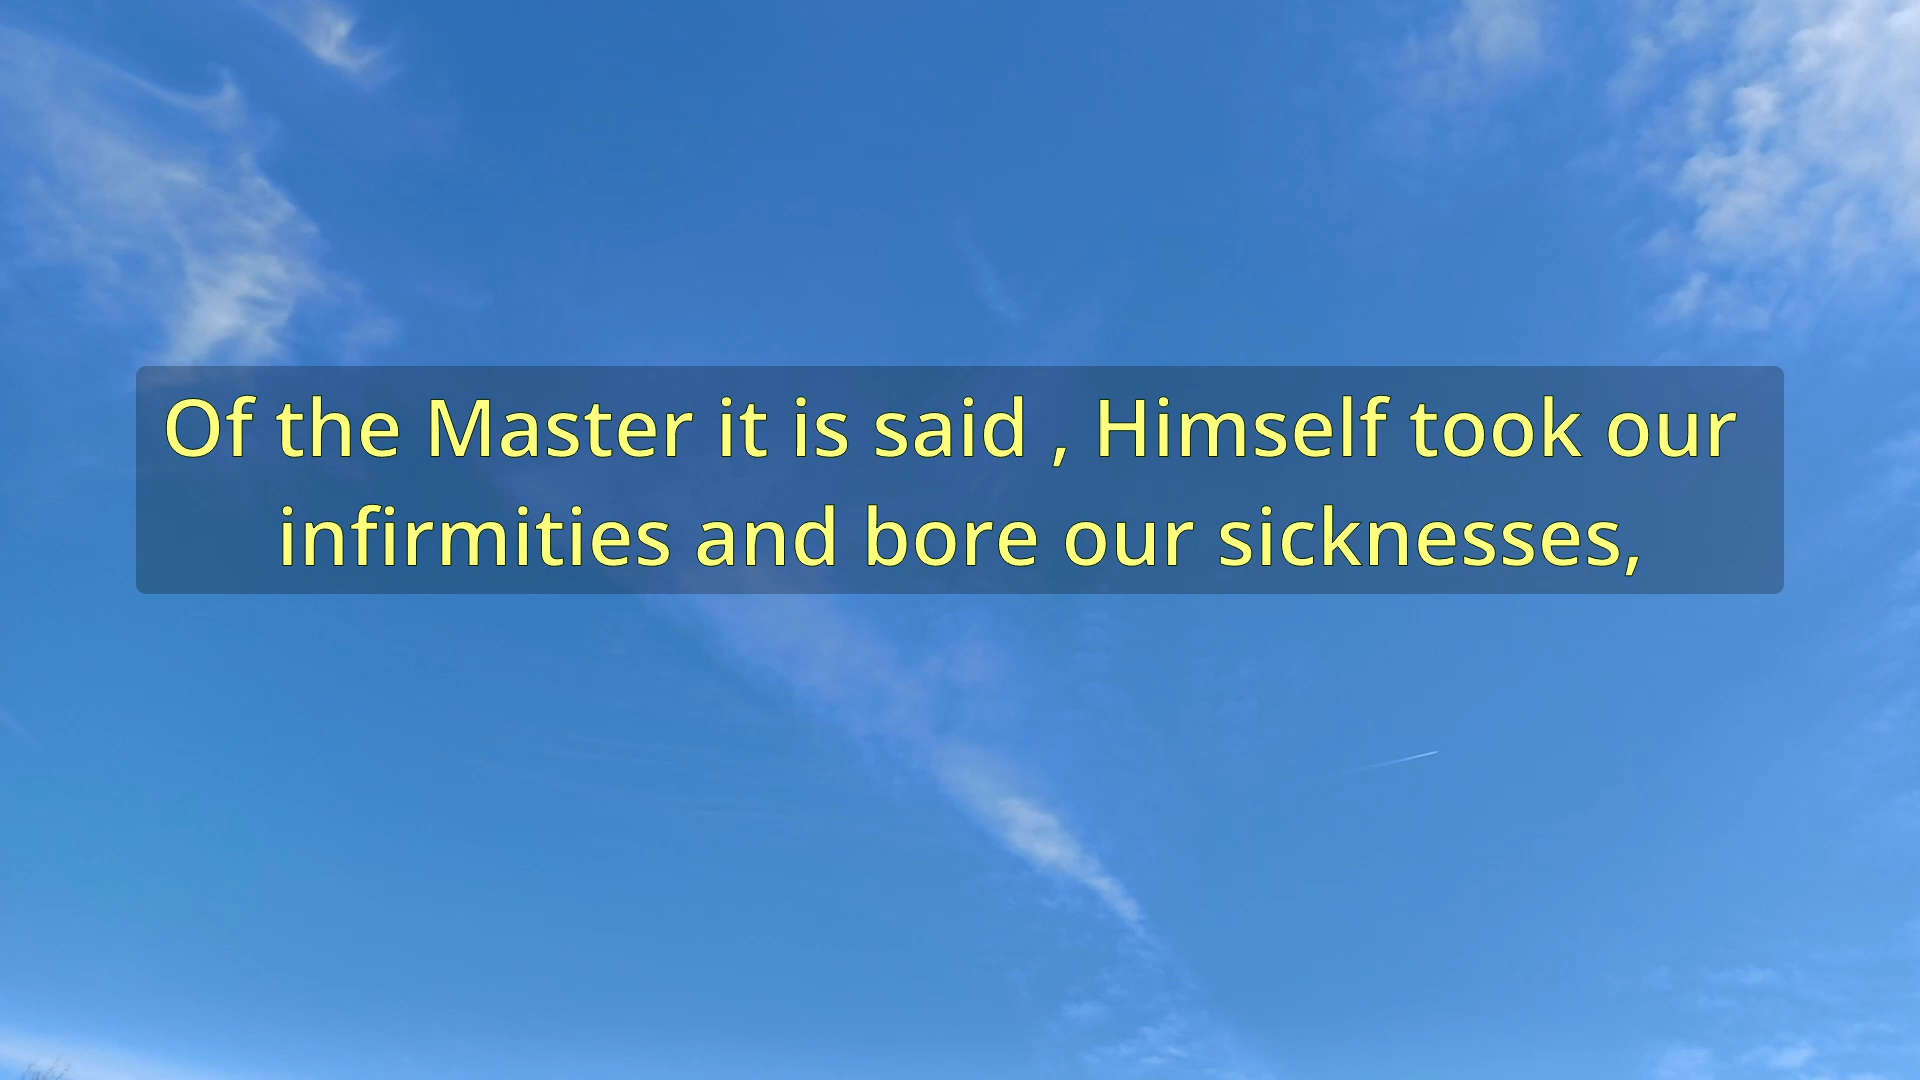 Of the Master it is said , Himself took our
infirmities and bore our sicknesses,